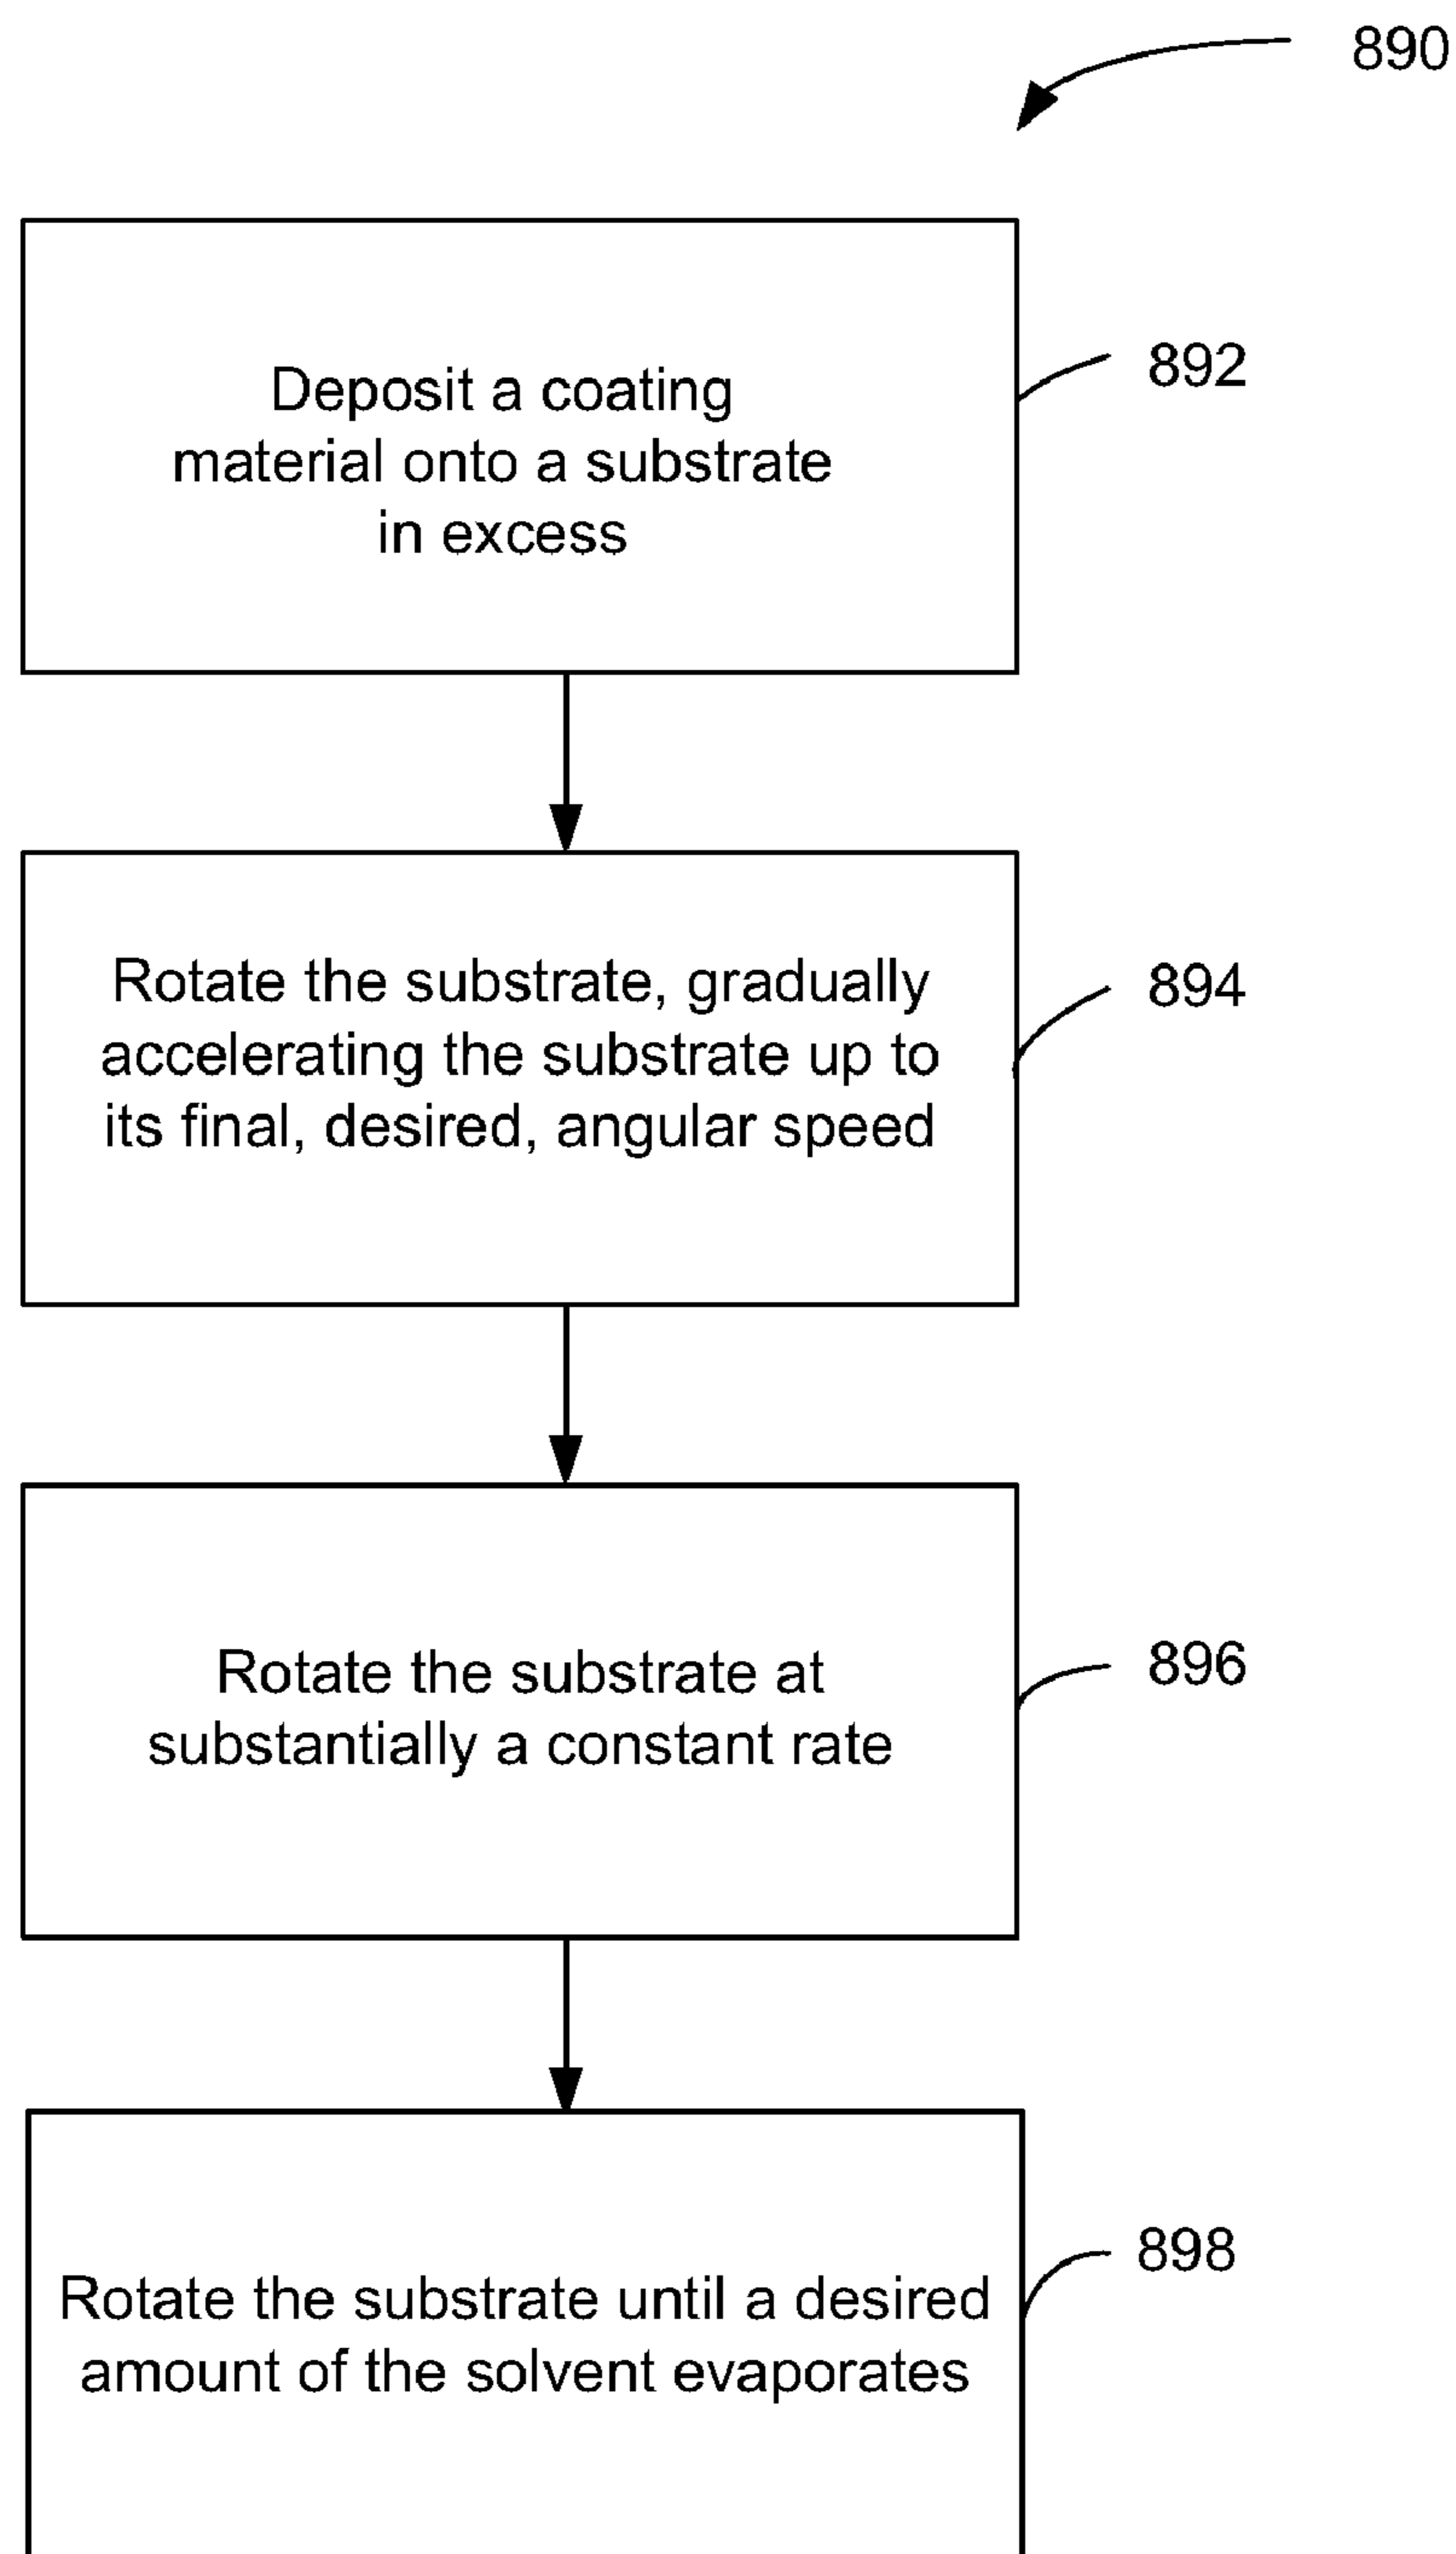 890
Deposit a coating
material onto a substrate
in excess
892
Rotate the substrate, gradually
accelerating the substrate up to
its final, desired, angular speed
894
Rotate the substrate at
substantially a constant rate
896
Rotate the substrate until a desired
amount of the solvent evaporates
898